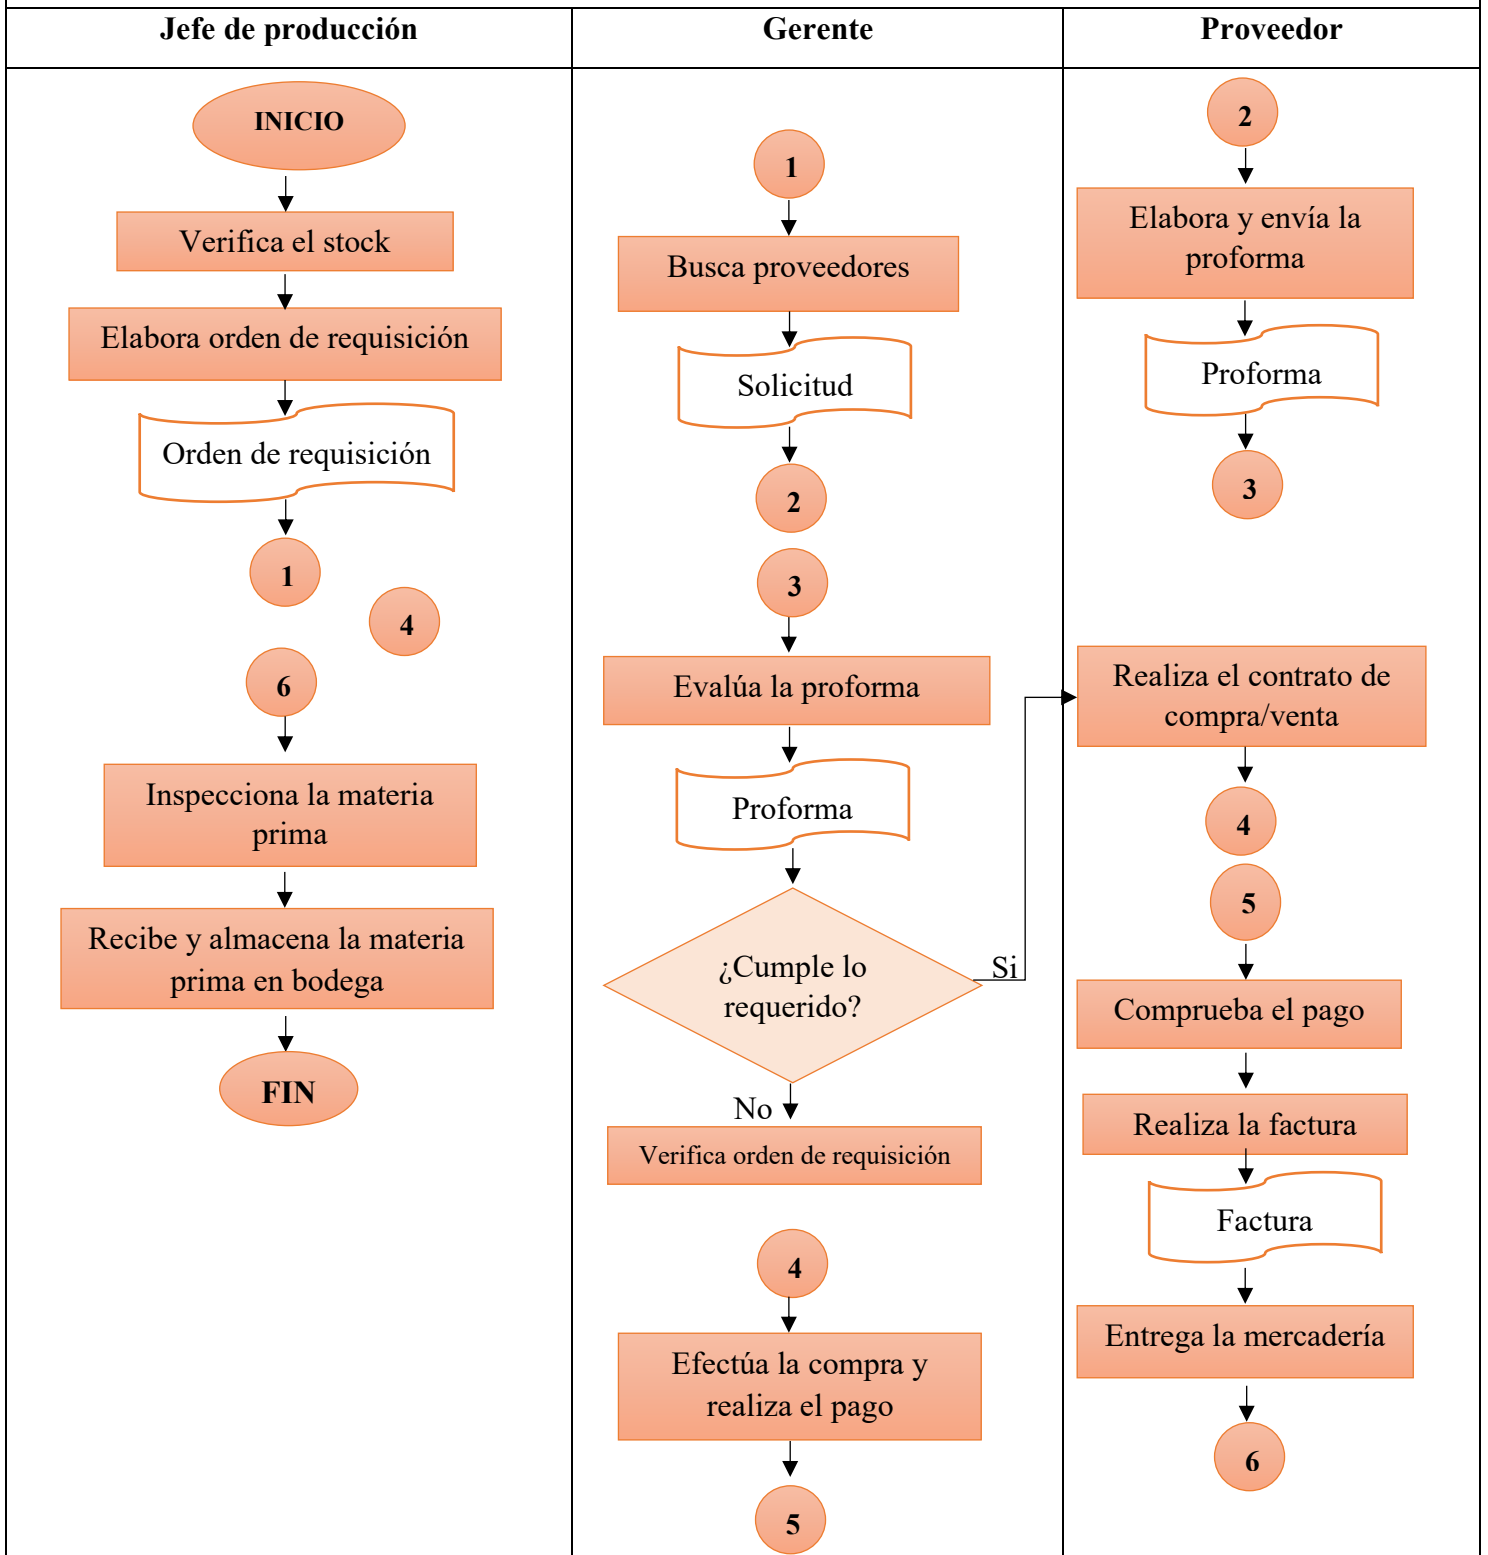 Jefe de producción
Gerente
Proveedor
INICIO
Verifica el stock
Elabora orden de requisición
Orden de requisición
1
4
6
Inspecciona la materia
prima
Recibe y almacena la materia
prima en bodega
FIN
1
Busca proveedores
Solicitud
2
3
Evalúa la proforma
Proforma
¿Cumple lo
requerido?
Si
No
Verifica orden de requisición
4
Efectúa la compra y
realiza el pago
5
2
Elabora y envía la
proforma
Proforma
3
Realiza el contrato de
compra/venta
4
5
Comprueba el pago
Realiza la factura
Factura
Entrega la mercadería
6